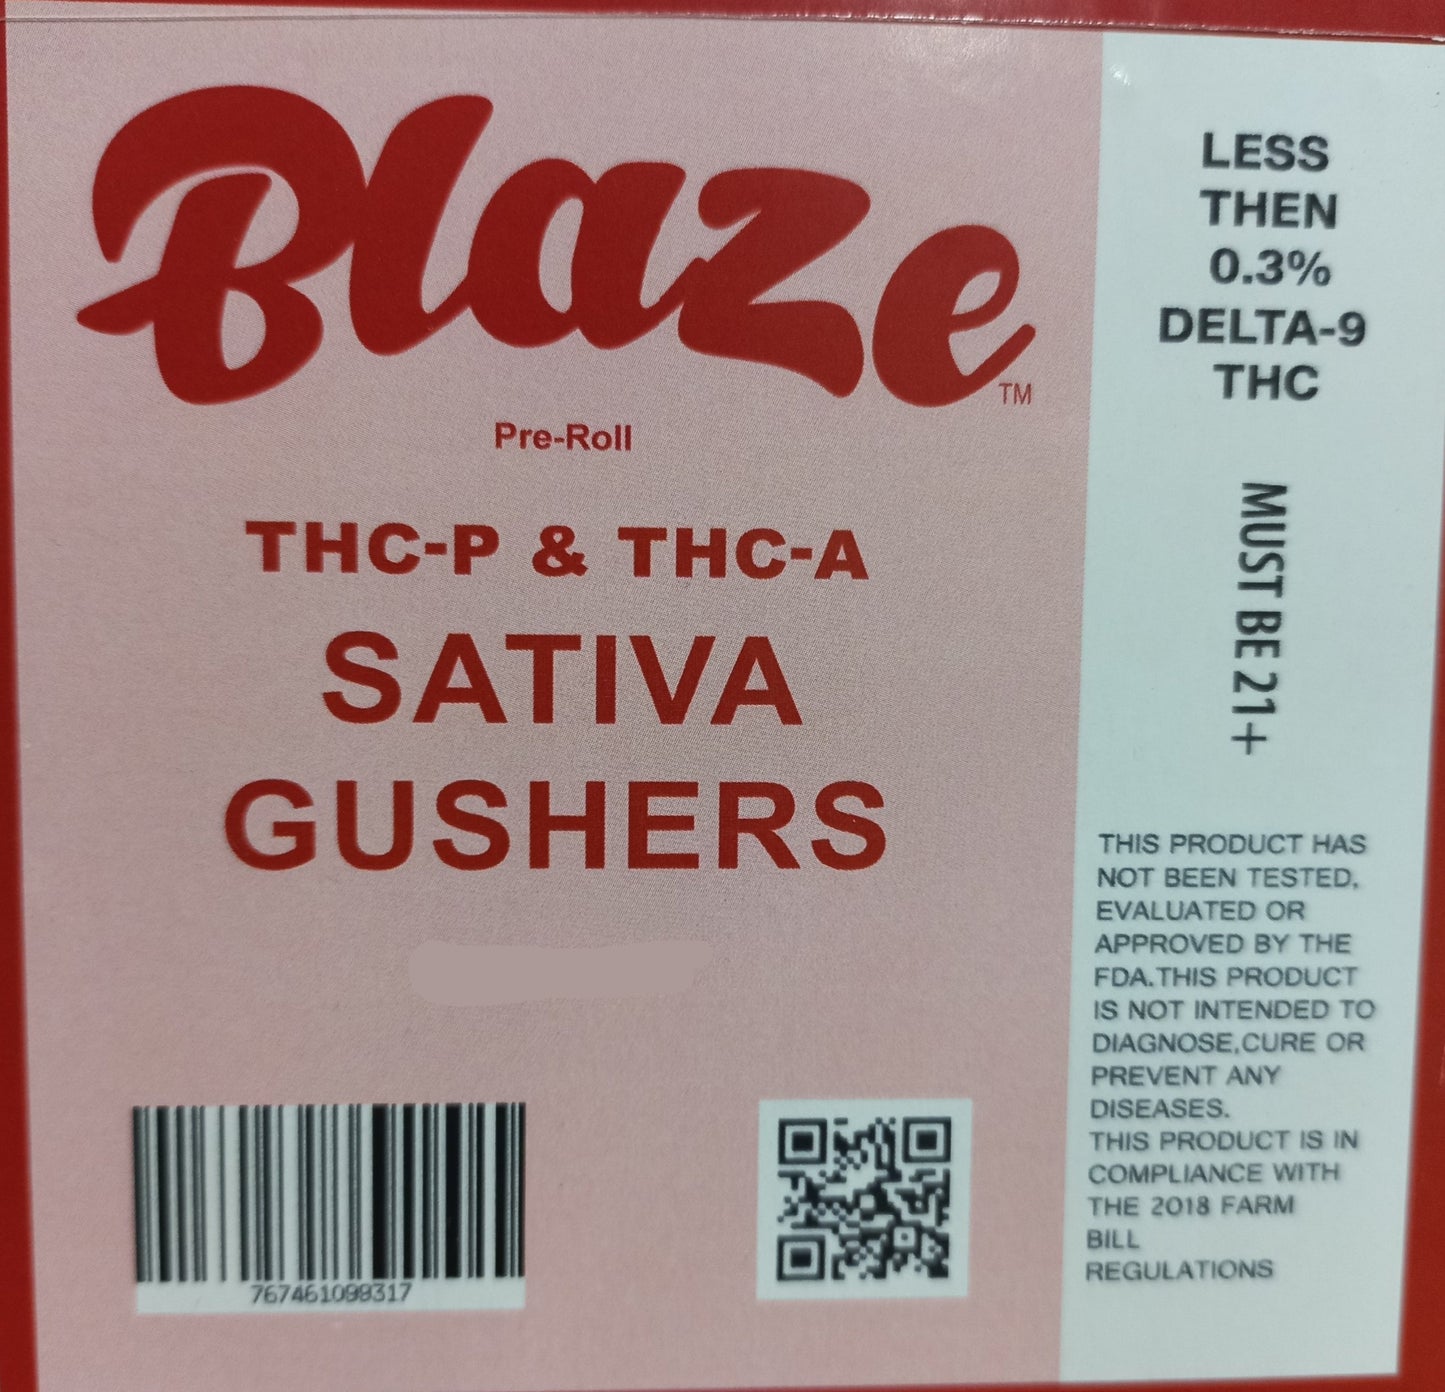 Blaze
TM
Pre-Roll
THC-P & THC-A
SATIVA
GUSHERS
767461099317
LESS
THEN
0.3%
DELTA-9
THC
MUST BE 21+
THIS PRODUCT HAS
NOT BEEN TESTED,
EVALUATED OR
APPROVED BY THE
FDA.THIS PRODUCT
IS NOT INTENDED TO
DIAGNOSE,CURE OR
PREVENT ANY
DISEASES.
THIS PRODUCT IS IN
COMPLIANCE WITH
THE 2018 FARM
BILL
REGULATIONS